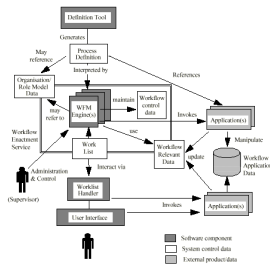 Definition Tool
Generates
May
reference
Process
Definition
References
Organisation/
Role Model
Data
Interpreted by
may
refer to
WFM
Engine(s)
maintain
Workflow
control
data
Invokes
Application(s)
Workflow
Enactment
Service
use
Manipulate
Work
List
Workflow
Relevant
Data
update
Workflow
Application
Data
Administration
& Control
(Supervisor)
Interact via
Worklist
Handler
Invokes
Application(s)
User Interface
Software component
System control data
External product/data